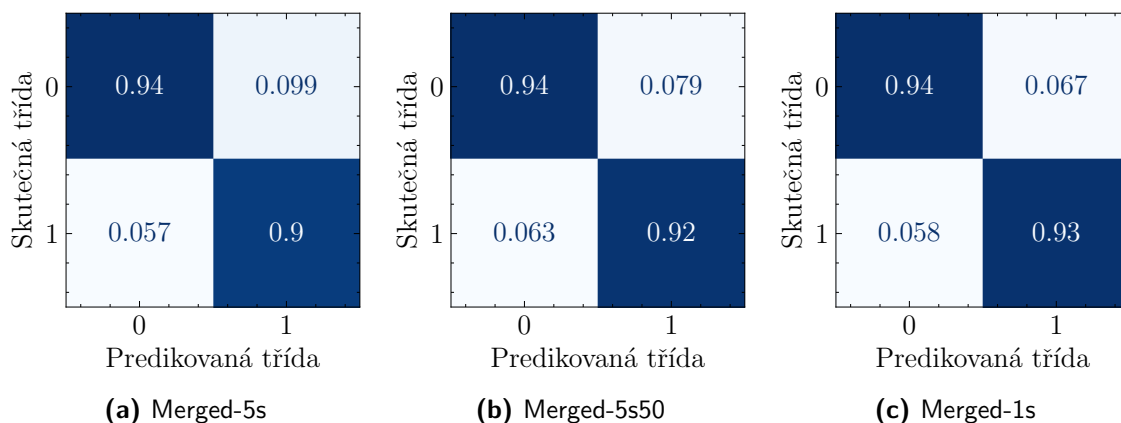 Skutečná třída
0
1
0.94
0.099
0.057
0.9
0
1
Predikovaná třída
(a) Merged-5s
Skutečná třída
0
1
0.94
0.079
0.063
0.92
0
1
Predikovaná třída
(b) Merged-5s50
Skutečná třída
0
1
0.94
0.067
0.058
0.93
0
1
Predikovaná třída
(c) Merged-1s